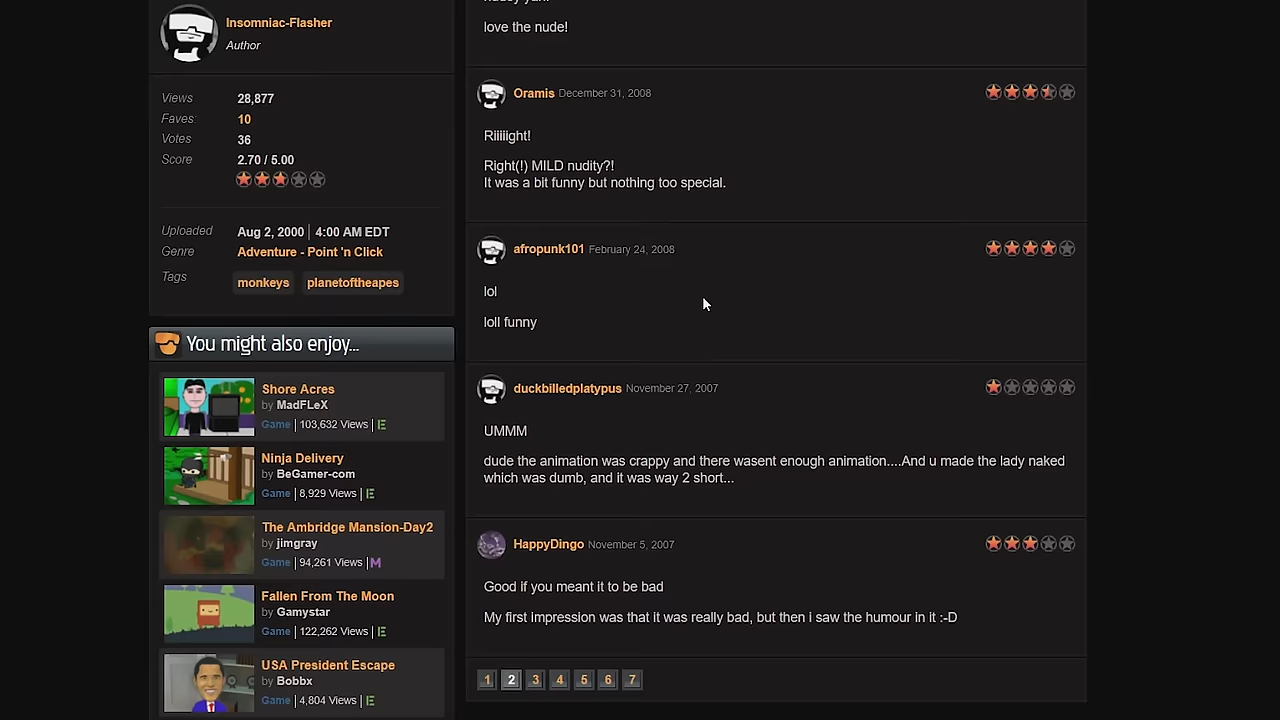 Insomniac-Flasher
Author
Views 28,877
Faves: 10
Votes 36
Score 2.70 / 5.00
Uploaded Aug 2, 2000 | 4:00 AM EDT
Genre Adventure - Point 'n Click
Tags monkeys planetoftheapes
You might also enjoy...
Shore Acres
by MadFLeX
Game | 103,632 Views | E
Ninja Delivery
by BeGamer-com
Game | 8,929 Views | E
The Ambridge Mansion-Day2
by jimgray
Game | 94,261 Views | M
Fallen From The Moon
by Gamystar
Game | 122,262 Views | E
USA President Escape
by Bobbx
Game | 4,804 Views | E
love the nude!
Oramis December 31, 2008
Riiiiight!
Right(!) MILD nudity?!
It was a bit funny but nothing too special.
afropunk101 February 24, 2008
lol
loll funny
duckbilledplatypus November 27, 2007
UMMM
dude the animation was crappy and there wasent enough animation....And u made the lady naked
which was dumb, and it was way 2 short...
HappyDingo November 5, 2007
Good if you meant it to be bad
My first impression was that it was really bad, but then i saw the humour in it :-D
1 2 3 4 5 6 7